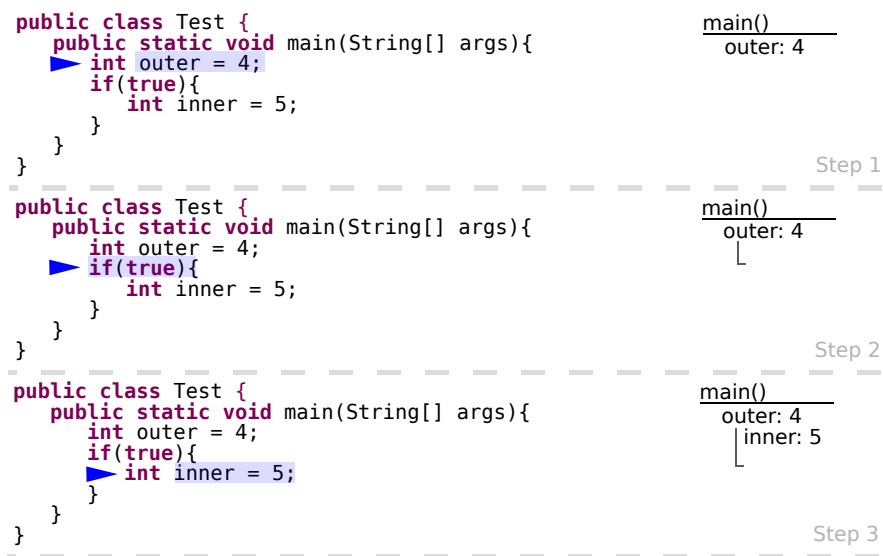 public class Test {
main()
public static void main(String[] args){
outer: 4
int outer = 4;
if(true){
int inner = 5;
}
}
}
Step 1
public class Test {
main()
public static void main(String[] args){
outer: 4
int outer = 4;
if(true){
int inner = 5;
}
}
}
Step 2
public class Test {
main()
public static void main(String[] args){
outer: 4
int outer = 4;
inner: 5
if(true){
int inner = 5;
}
}
}
Step 3